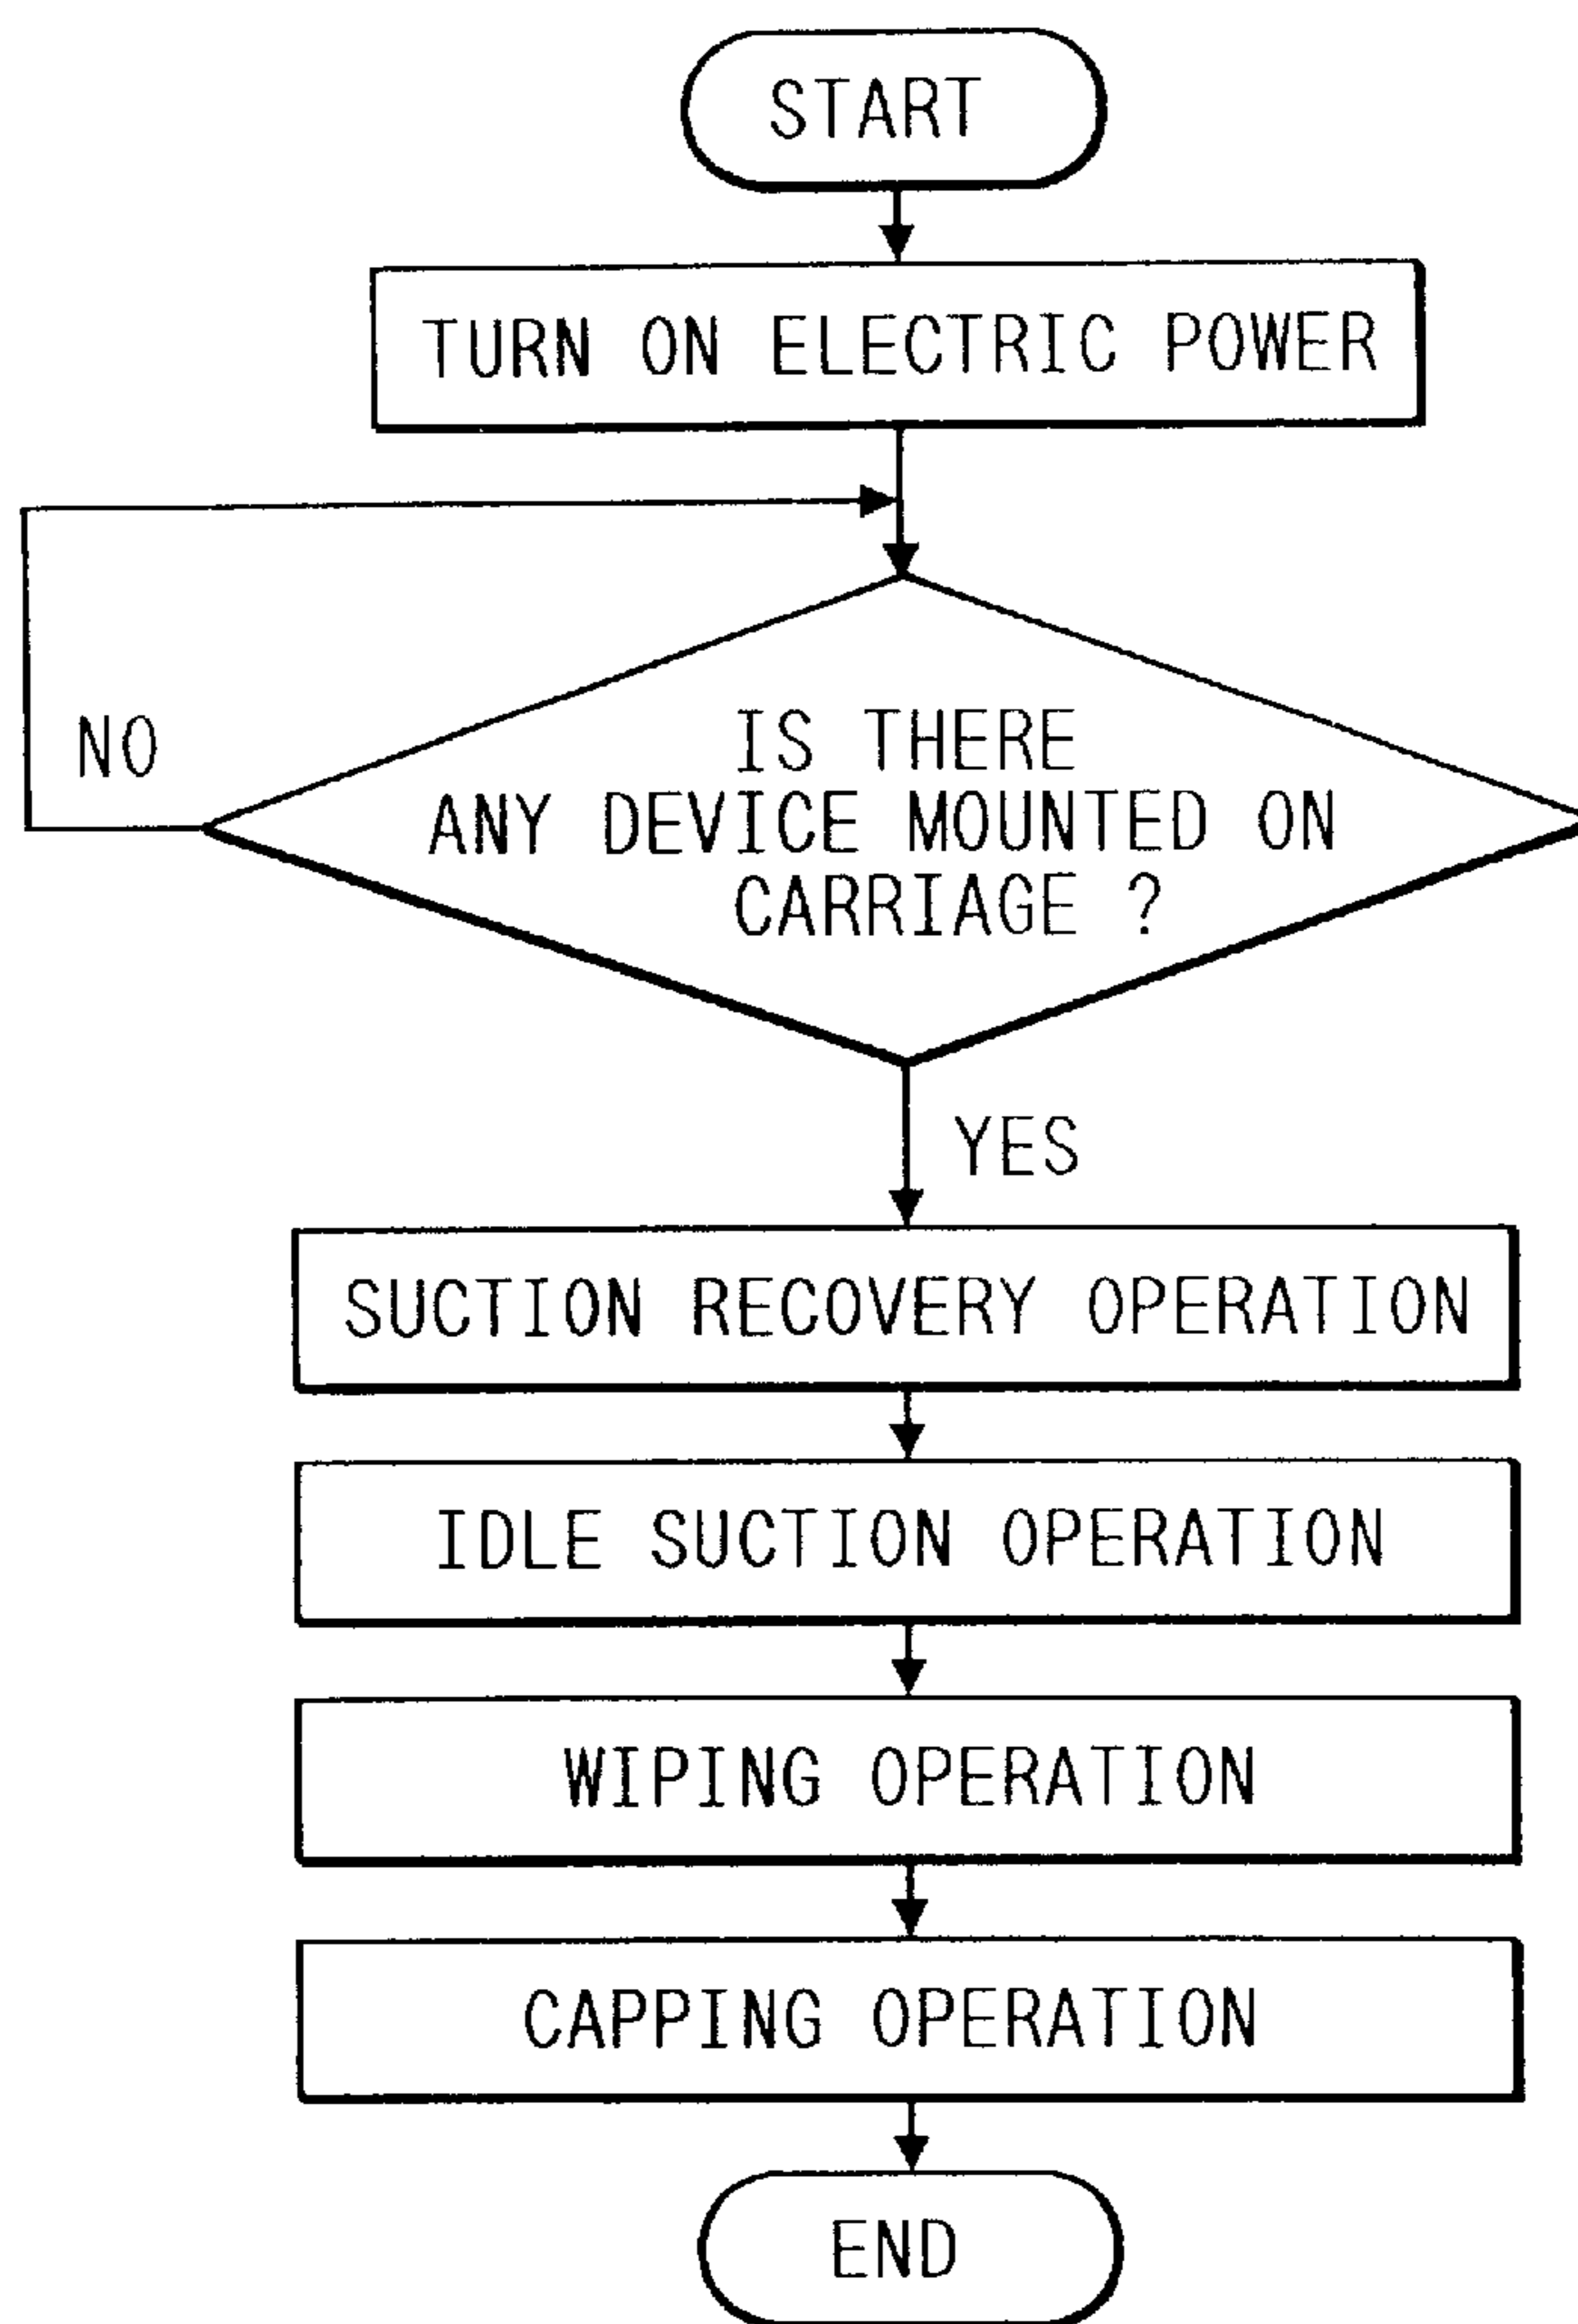 START
TURN ON ELECTRIC POWER
NO
IS THERE
ANY DEVICE MOUNTED ON
CARRIAGE ?
YES
SUCTION RECOVERY OPERATION
IDLE SUCTION OPERATION
WIPING OPERATION
CAPPING OPERATION
END